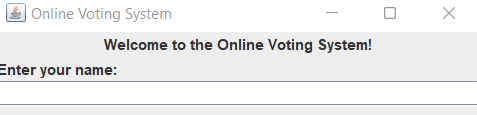 Online Voting System
Welcome to the Online Voting System!
Enter your name: